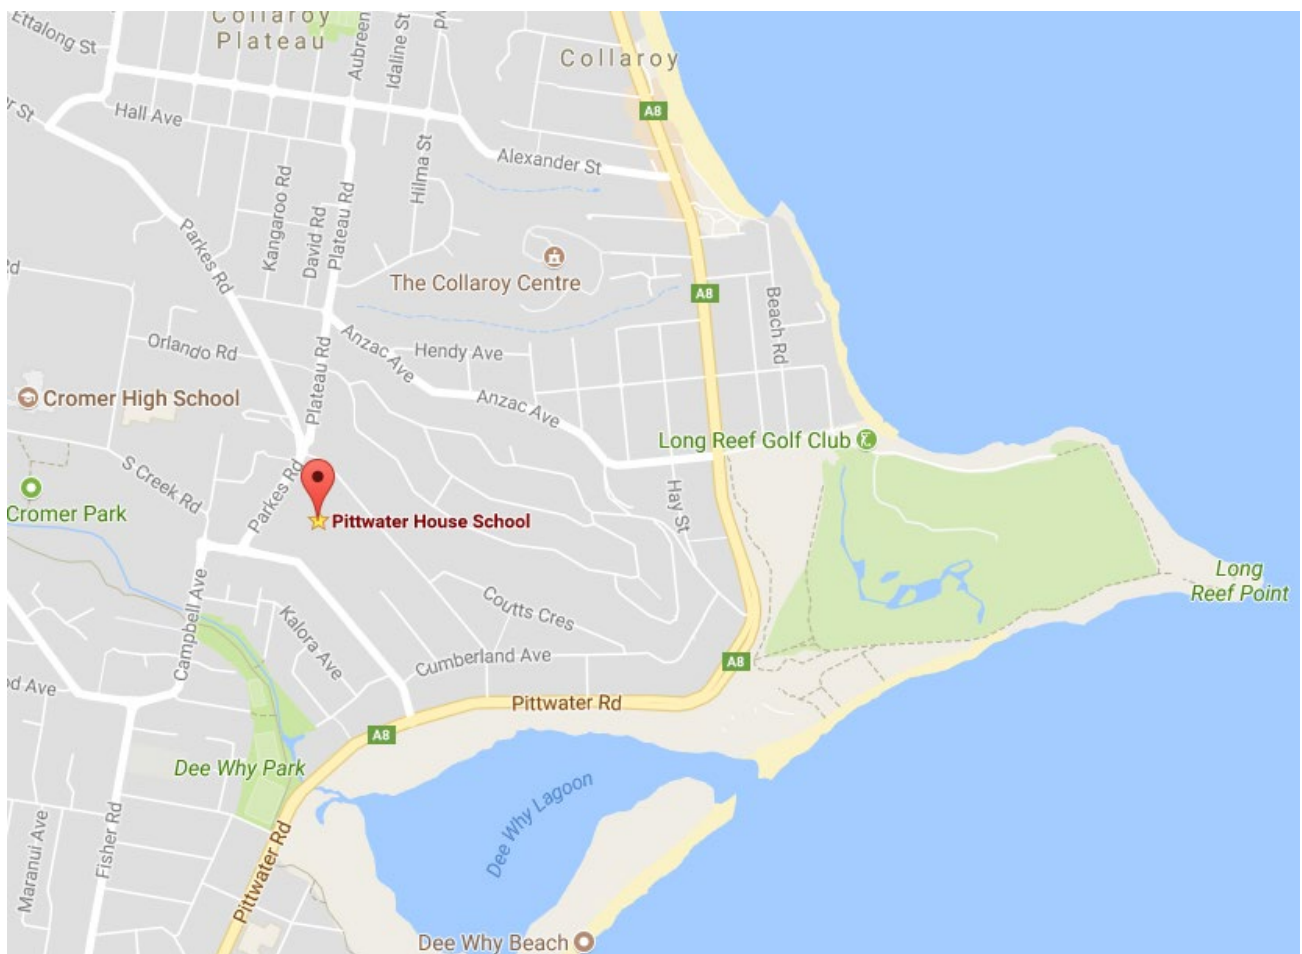 Collaroy
Plateau
Ettalong St
Aubreen
Idaline St
Collaroy
A8
Hall Ave
Alexander St
Hilma St
Kangaroo Rd
David Rd
Plateau Rd
Parkes Rd
The Collaroy Centre
A8
Beach Rd
Orlando Rd
Anzac Ave
Hendy Ave
Plateau Rd
Cromer High School
Anzac Ave
Long Reef Golf Club
S Creek Rd
Parkes Rd
Hay St
Cromer Park
Pittwater House School
Long
Reef Point
Campbell Ave
Kalora Ave
Coutts Cres
Cumberland Ave
A8
Pittwater Rd
A8
Dee Why Park
Dee Why Lagoon
Maranui Ave
Fisher Rd
Pittwater Rd
Dee Why Beach